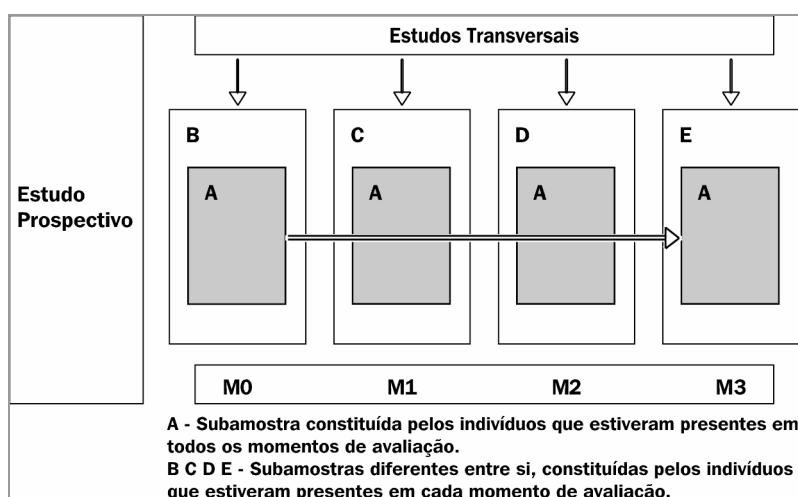 Estudos Transversais
B C D E
A A A A
Estudo
Prospectivo
M0 M1 M2 M3
A - Subamostra constituída pelos indivíduos que estiveram presentes em
todos os momentos de avaliação.
B C D E - Subamostras diferentes entre si, constituídas pelos indivíduos
que estiveram presentes em cada momento de avaliação.